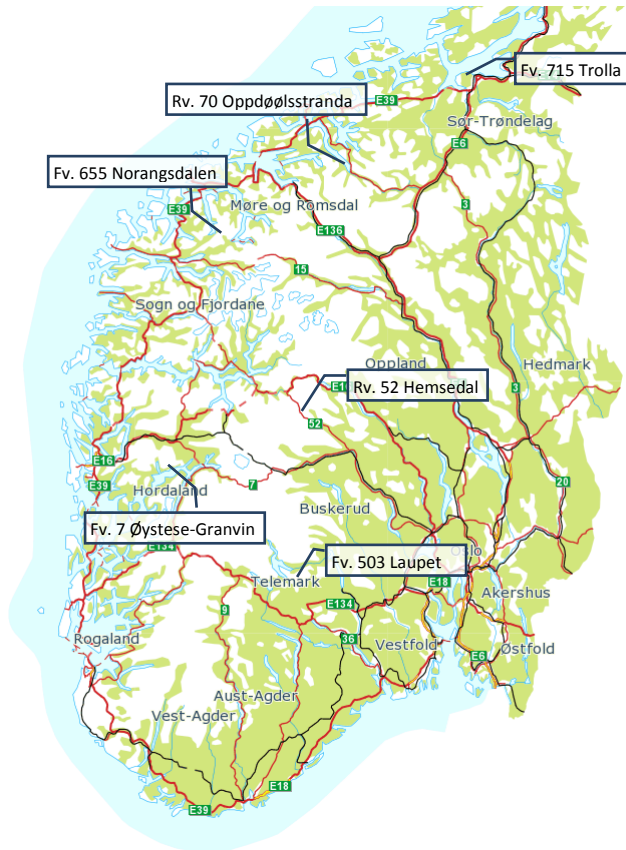 Fv. 715 Trolla
Rv. 70 Oppdøølsstranda
E39
Sør-Trøndelag
E6
Fv. 655 Norangsdalen
3
E39
Møre og Romsdal
E136
15
Sogn og Fjordane
Oppland
Hedmark
Rv. 52 Hemsedal
3
52
E16
E39
Hordaland
7
20
Buskerud
Fv. 7 Øystese-Granvin
E134
Oslo
Fv. 503 Laupet
Telemark
E18
Akershus
9
E134
36
Rogaland
Vestfold
Østfold
E6
Aust-Agder
Vest-Agder
E18
E39